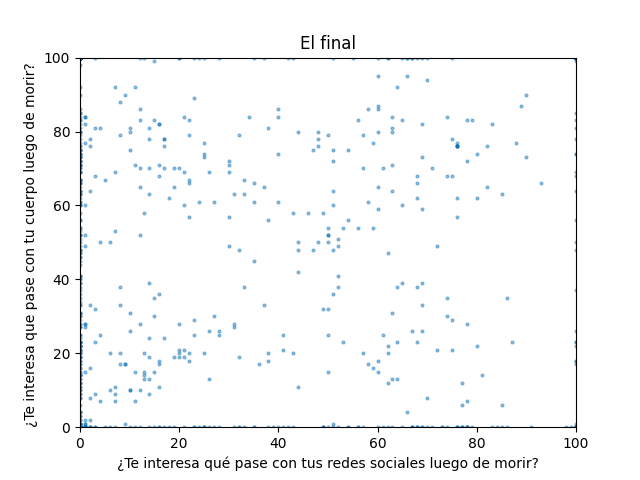 El final
100
80
60
40
20
0
0 20 40 60 80 100
¿Te interesa que pase con tu cuerpo luego de morir?
¿Te interesa qué pase con tus redes sociales luego de morir?